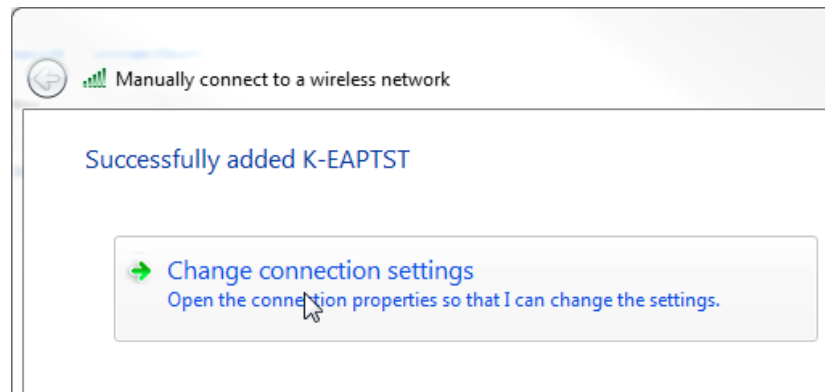 Manually connect to a wireless network
Successfully added K-EAPTST
Change connection settings
Open the connection properties so that I can change the settings.